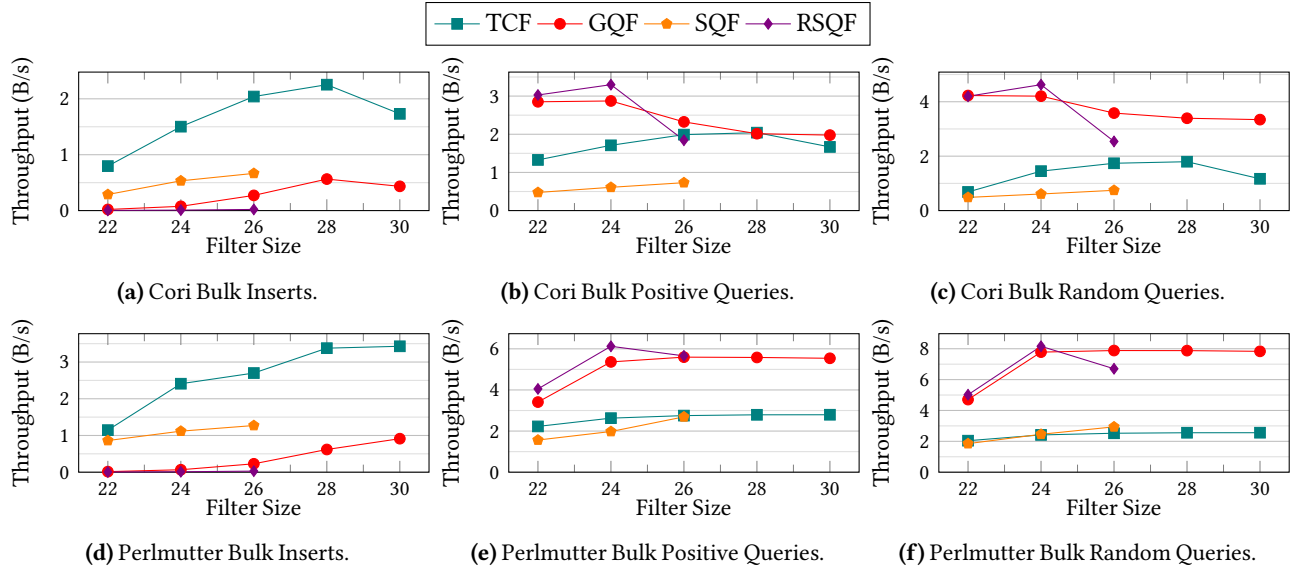 TCF GQF SQF RSQF
Throughput (B/s)
2
1
0
22 24 26 28 30
Filter Size
(a) Cori Bulk Inserts.
Throughput (B/s)
3
2
1
0
22 24 26 28 30
Filter Size
(b) Cori Bulk Positive Queries.
Throughput (B/s)
4
2
0
22 24 26 28 30
Filter Size
(c) Cori Bulk Random Queries.
Throughput (B/s)
3
2
1
0
22 24 26 28 30
Filter Size
(d) Perlmutter Bulk Inserts.
Throughput (B/s)
6
4
2
0
22 24 26 28 30
Filter Size
(e) Perlmutter Bulk Positive Queries.
Throughput (B/s)
8
6
4
2
0
22 24 26 28 30
Filter Size
(f) Perlmutter Bulk Random Queries.